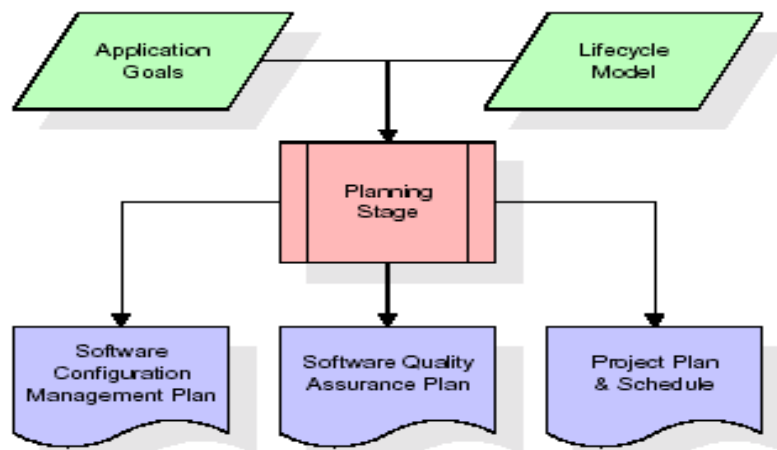 Application
Goals
Lifecycle
Model
Planning
Stage
Software
Configuration
Management Plan
Software Quality
Assurance Plan
Project Plan
& Schedule